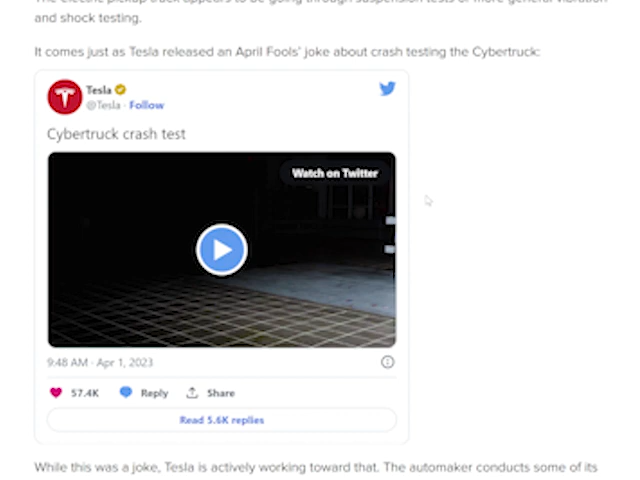 and shock testing.
It comes just as Tesla released an April Fools' joke about crash testing the Cybertruck:
Tesla
@Tesla · Follow
Cybertruck crash test
Watch on Twitter
9:48 AM · Apr 1, 2023
57.4K Reply Share
Read 5.6K replies
While this was a joke, Tesla is actively working toward that. The automaker conducts some of its